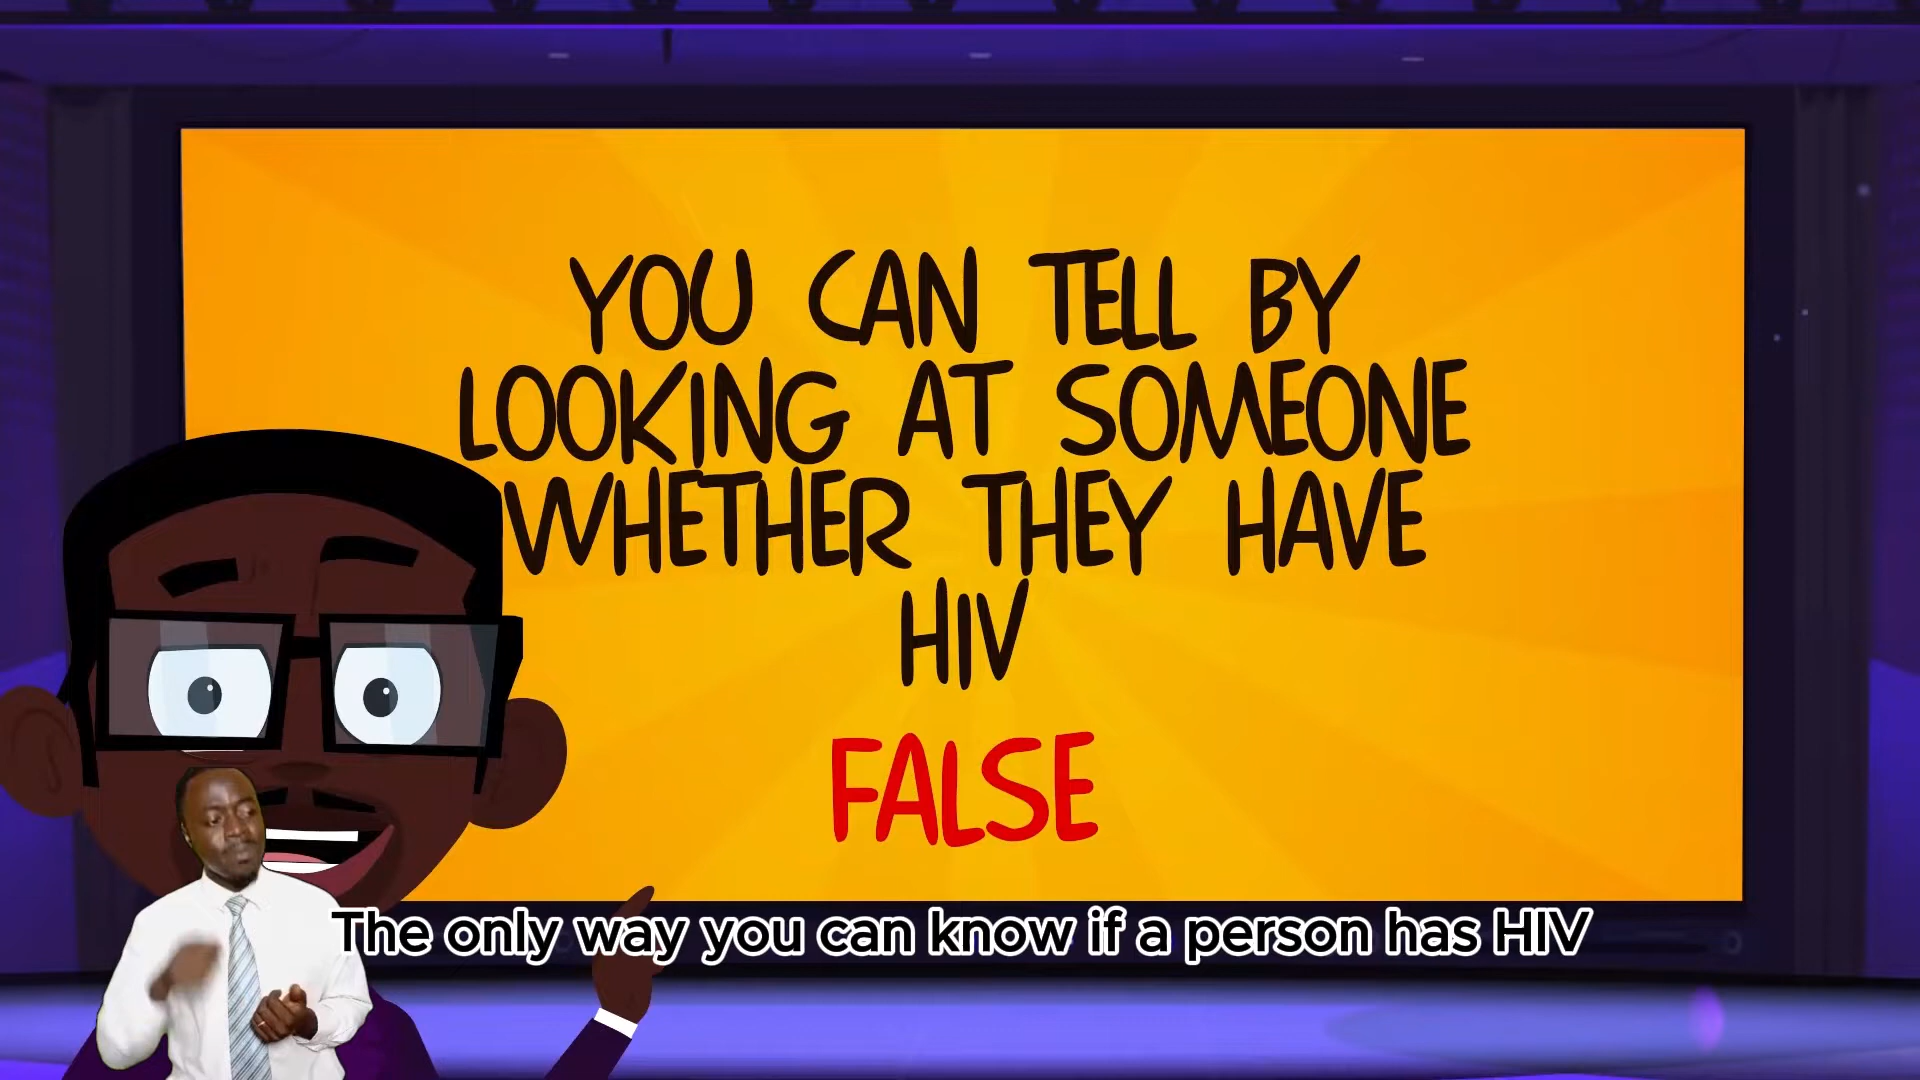 YOU CAN TELL BY
LOOKING AT SOMEONE
WHETHER THEY HAVE
HIV
FALSE
The only way you can know if a person has HIV